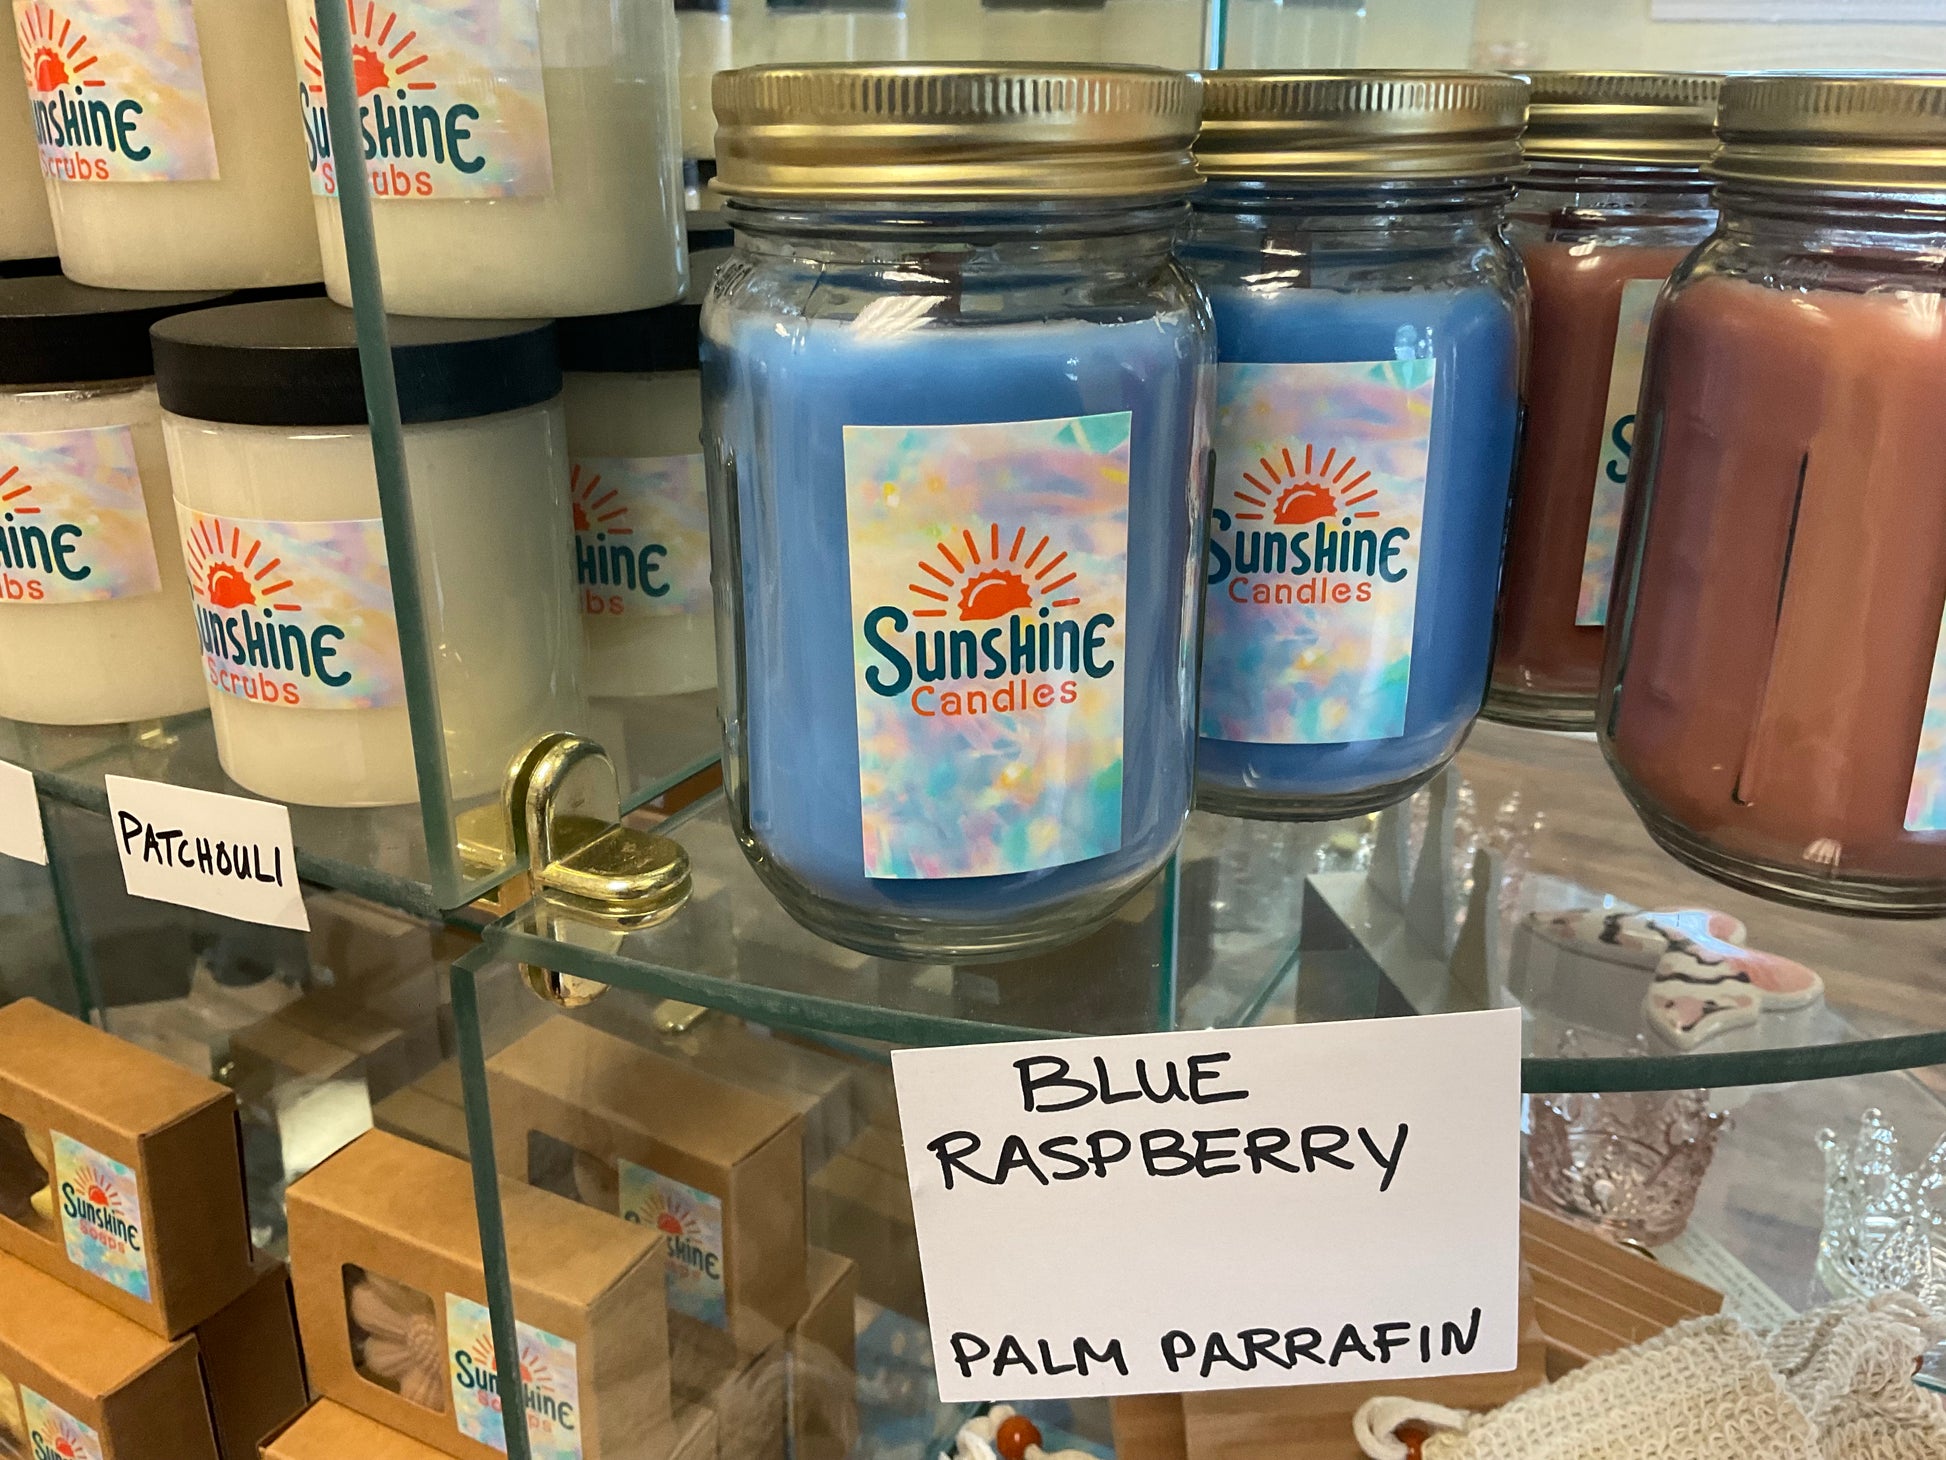 Sunshine
Scrubs
Sunshine
Scrubs
Sunshine
Scrubs
Sunshine
Candles
Sunshine
Candles
PATCHOULI
BLUE
RASPBERRY
PALM PARRAFIN
Sunshine
Soaps
Sunshine
Soaps